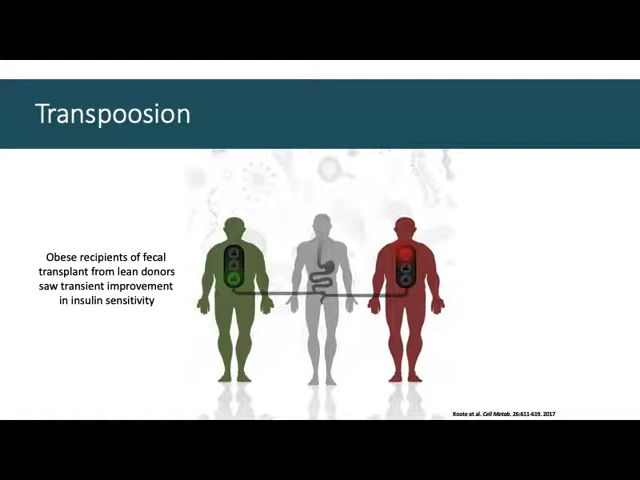 Transpoosion
Obese recipients of fecal
transplant from lean donors
saw transient improvement
in insulin sensitivity
Koote et al. Cell Metab. 26:611-619. 2017